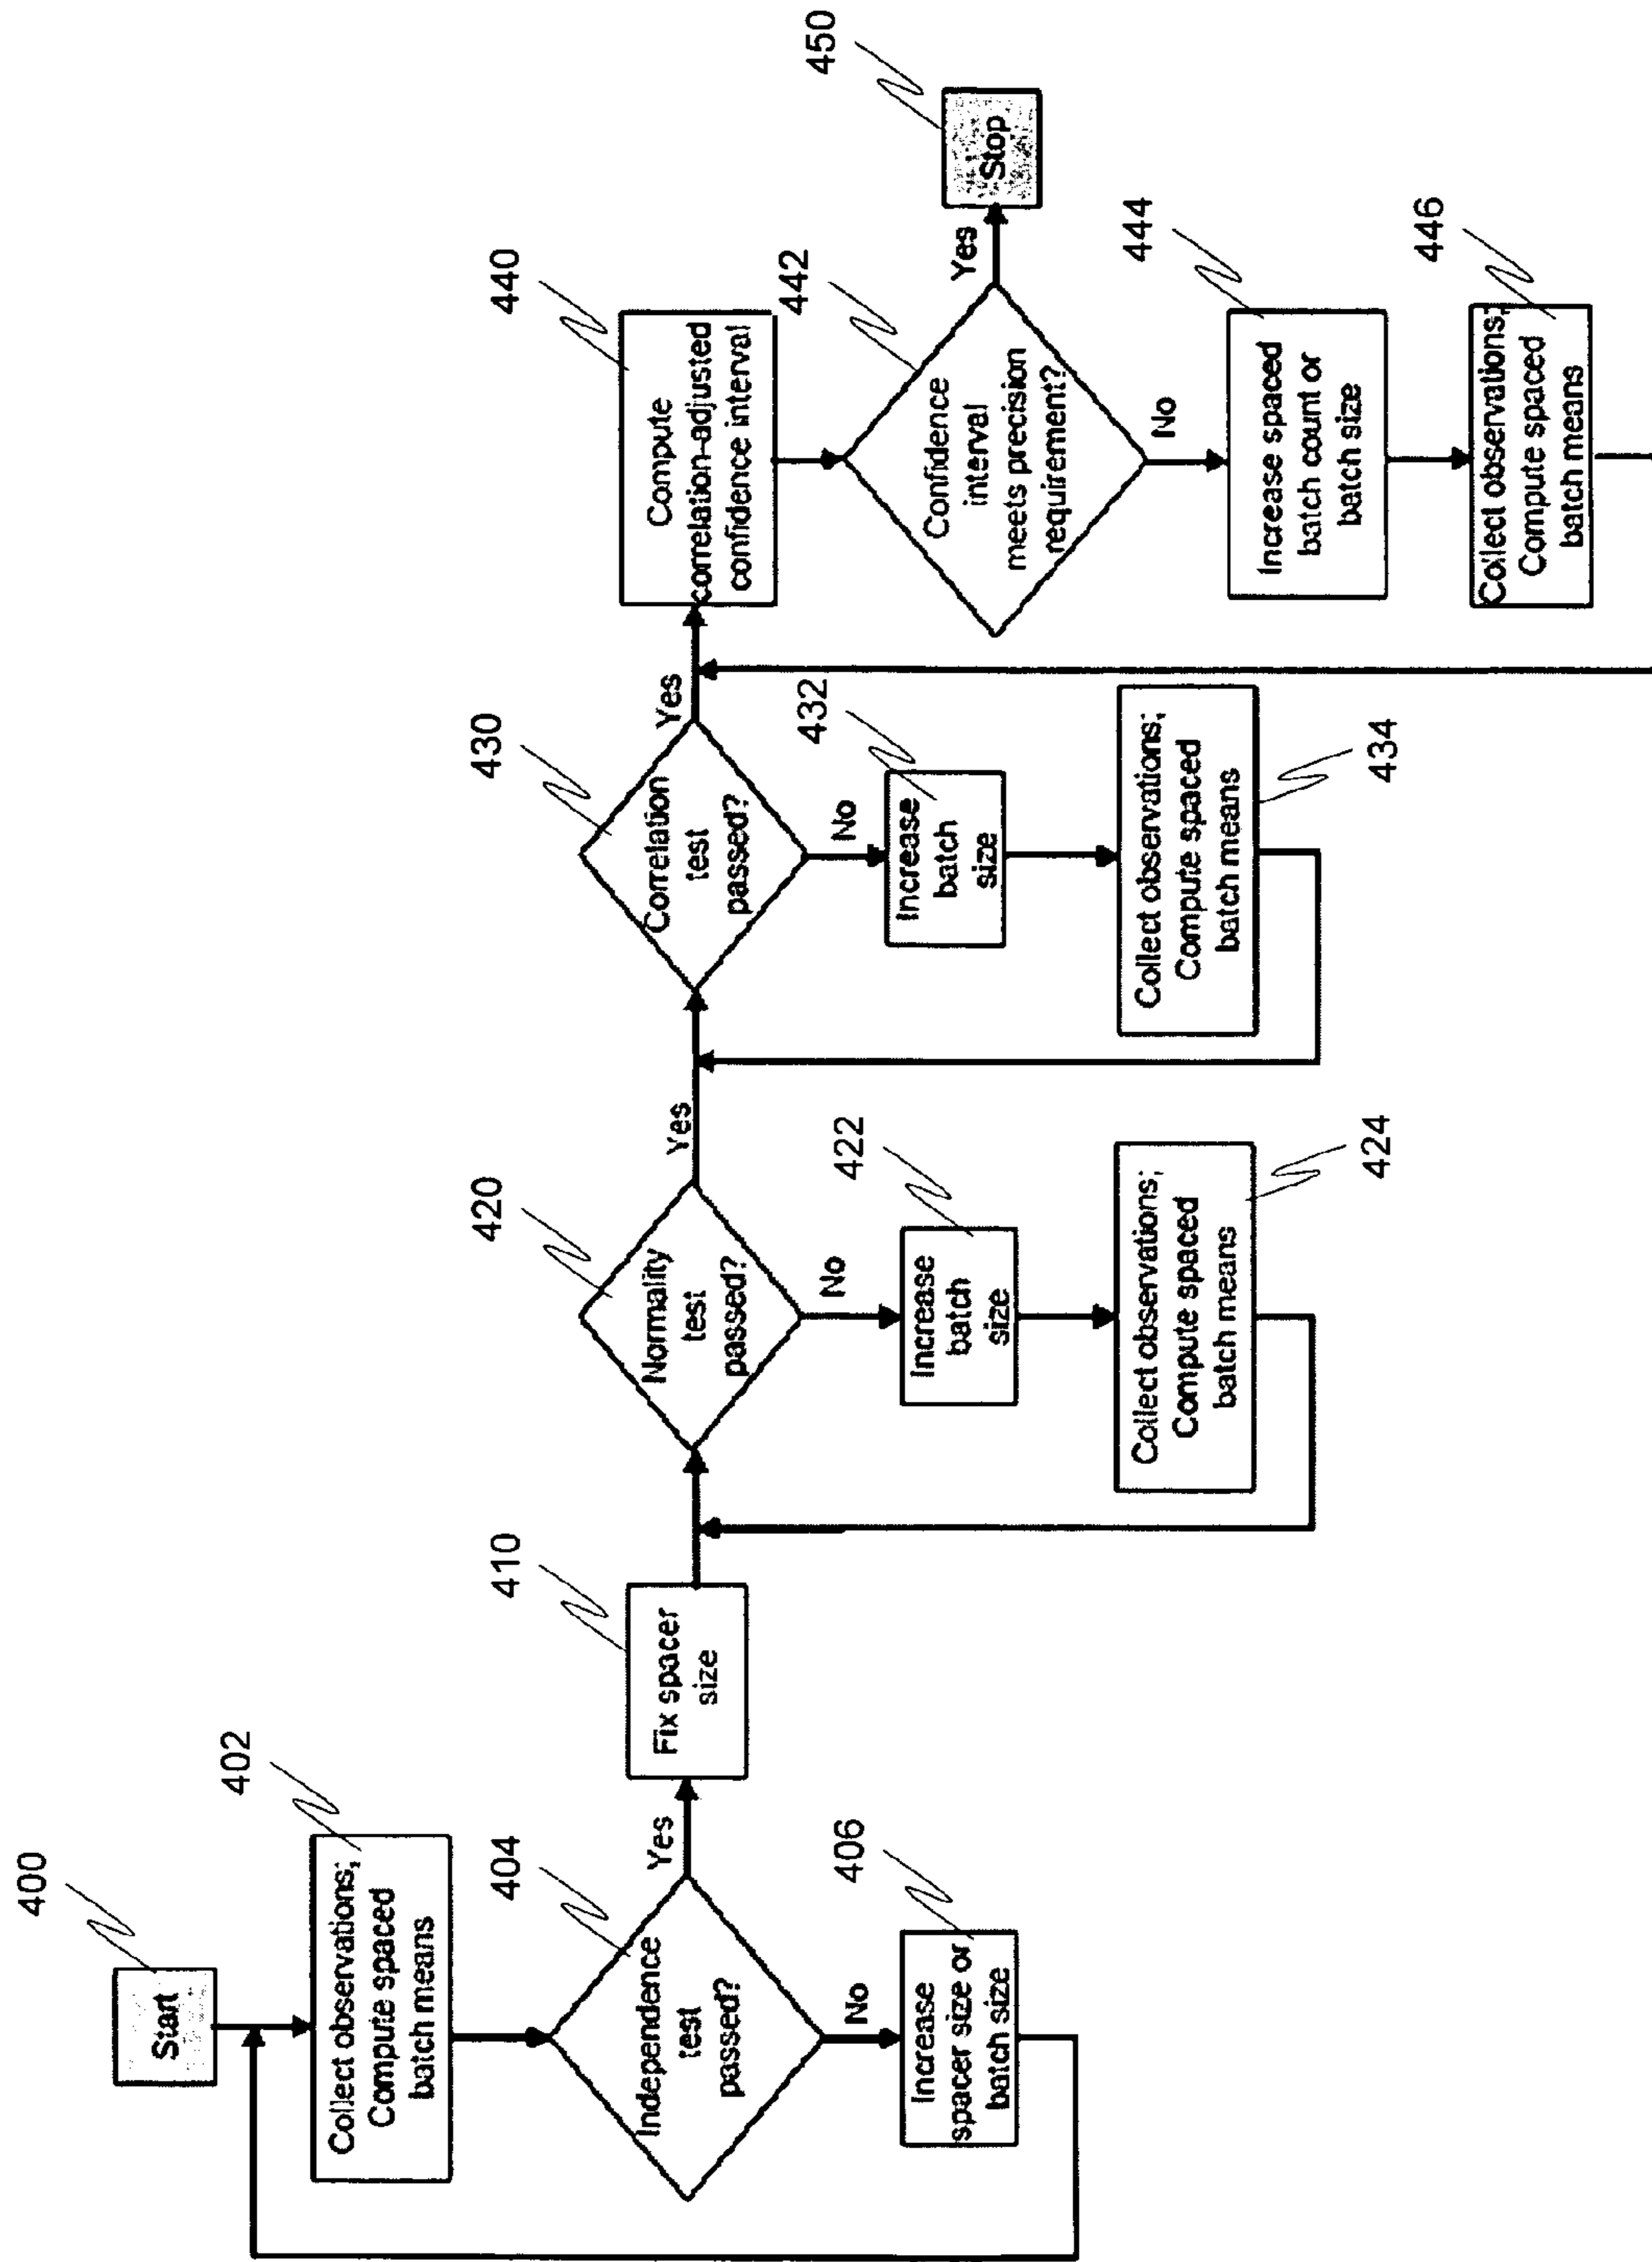 400
Start
402
Collect observations;
Compute spaced
batch means
404
Independence
test
passed?
Yes
No
406
Increase
spacer size or
batch size
410
Fix spacer
size
420
Normality
test
passed?
Yes
No
422
Increase
batch
size
424
Collect observations;
Compute spaced
batch means
430
Correlation
test
passed?
Yes
No
432
Increase
batch
size
434
Collect observations;
Compute spaced
batch means
440
Compute
correlation-adjusted
confidence interval
442
Confidence
interval
meets precision
requirement?
Yes
No
450
Stop
444
Increase spaced
batch count or
batch size
446
Collect observations;
Compute spaced
batch means